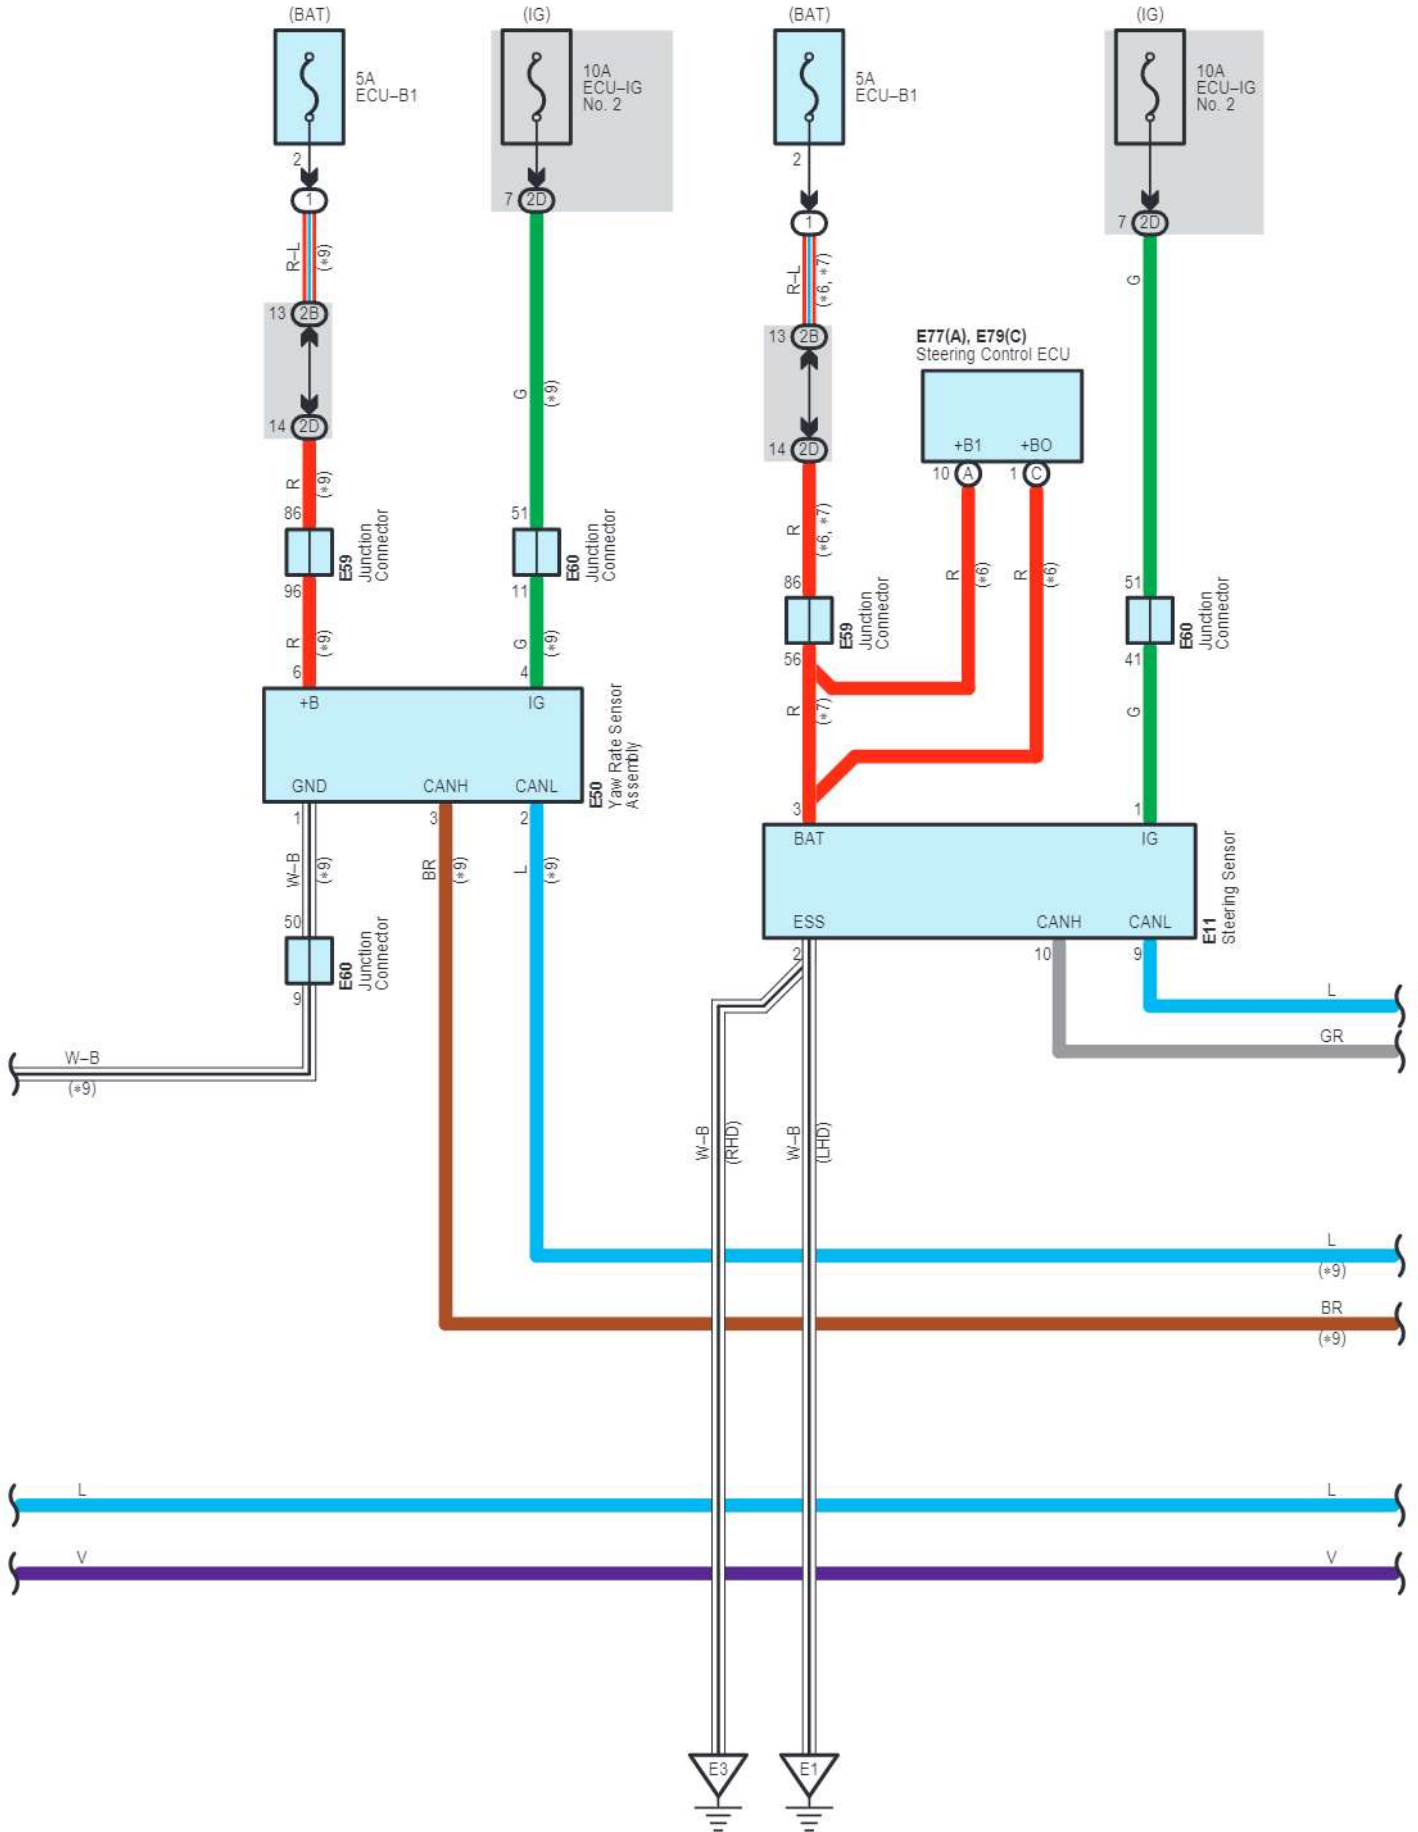 (BAT)
(IG)
(BAT)
(IG)
5A
ECU–B1
10A
ECU–IG
No. 2
5A
ECU–B1
10A
ECU–IG
No. 2
2
1
7 2D
2
1
7 2D
R–L
(∗9)
R–L
(∗6, ∗7)
G
13 2B
13 2B
E77(A), E79(C)
Steering Control ECU
G
(∗9)
14 2D
14 2D
+B1
+BO
10 A
1 C
R
(∗9)
R
(∗6, ∗7)
86
51
E59
Junction
Connector
E60
Junction
Connector
R
(∗6)
R
(∗6)
96
11
86
51
E59
Junction
Connector
E60
Junction
Connector
R
(∗9)
G
(∗9)
56
41
6
4
+B
IG
R
(∗7)
G
E50
Yaw Rate Sensor
Assembly
GND
CANH
CANL
1
3
2
3
1
BAT
IG
W–B
(∗9)
BR
(∗9)
L
(∗9)
E11
Steering Sensor
ESS
CANH
CANL
50
E60
Junction
Connector
9
2
10
9
L
GR
W–B
(∗9)
W–B
(RHD)
W–B
(LHD)
L
(∗9)
BR
(∗9)
L
L
V
V
E3
E1